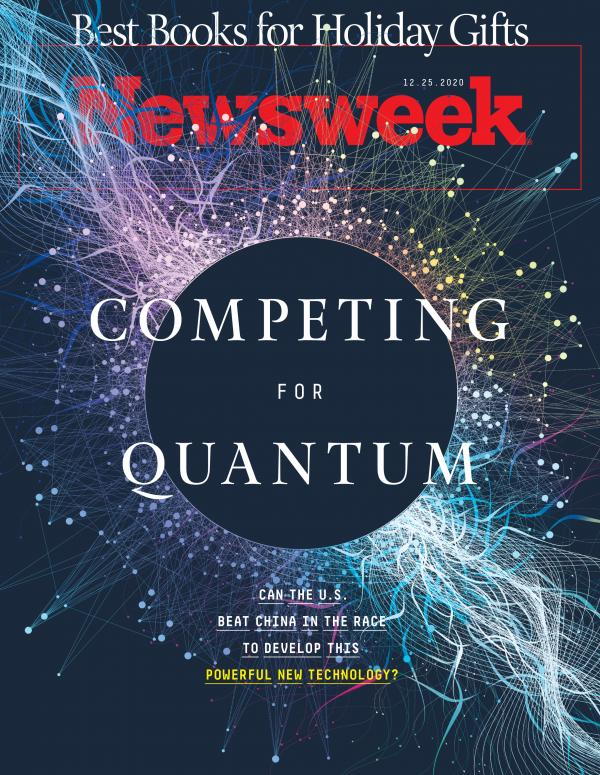 Best Books for Holiday Gifts
12.25.2020
Newsweek
COMPETING
FOR
QUANTUM
CAN THE U.S.
BEAT CHINA IN THE RACE
TO DEVELOP THIS
POWERFUL NEW TECHNOLOGY?